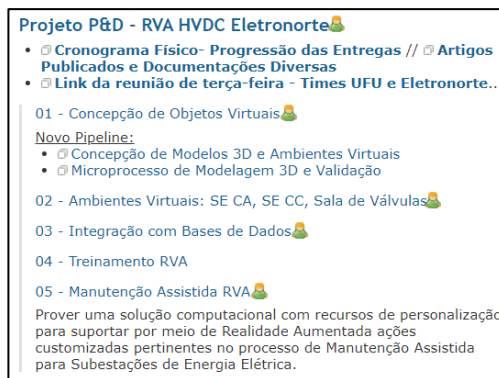 Projeto P&D - RVA HVDC Eletronorte
Cronograma Físico- Progressão das Entregas // Artigos
Publicados e Documentações Diversas
Link da reunião de terça-feira - Times UFU e Eletronorte..
01 - Concepção de Objetos Virtuais
Novo Pipeline:
Concepção de Modelos 3D e Ambientes Virtuais
Microprocesso de Modelagem 3D e Validação
02 - Ambientes Virtuais: SE CA, SE CC, Sala de Válvulas
03 - Integração com Bases de Dados
04 - Treinamento RVA
05 - Manutenção Assistida RVA
Prover uma solução computacional com recursos de personalização
para suportar por meio de Realidade Aumentada ações
customizadas pertinentes no processo de Manutenção Assistida
para Subestações de Energia Elétrica.